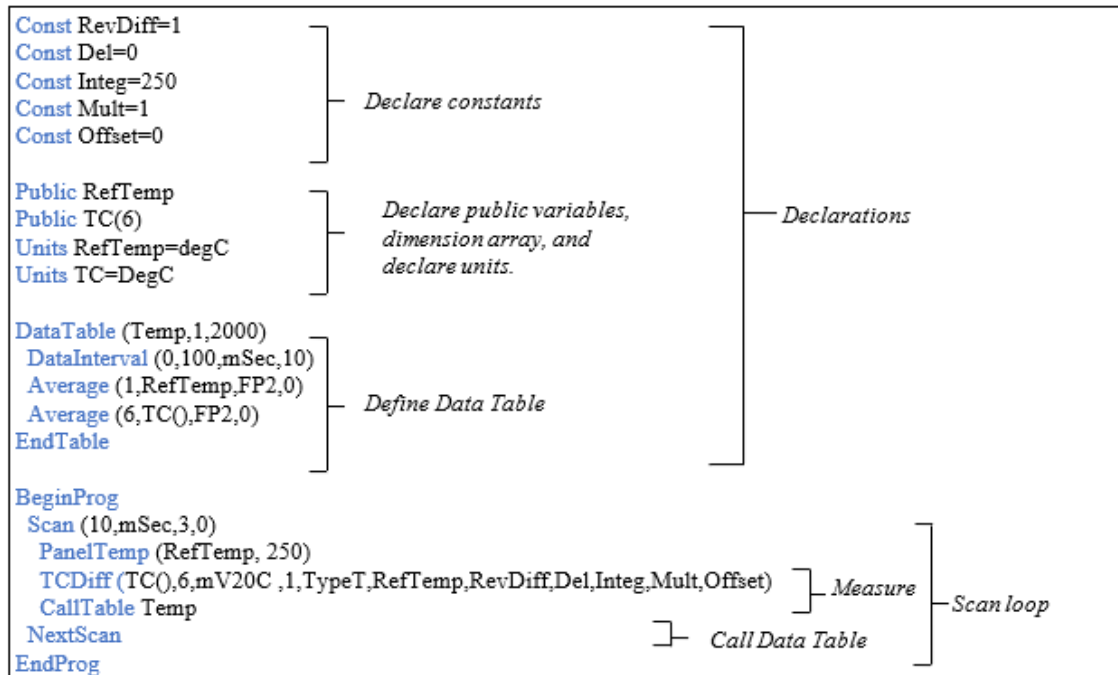 Const RevDiff=1
Const Del=0
Const Integ=250
Const Mult=1
Const Offset=0
Declare constants
Public RefTemp
Public TC(6)
Units RefTemp=degC
Units TC=DegC
Declare public variables,
dimension array, and
declare units.
Declarations
DataTable (Temp,1,2000)
DataInterval (0,100,mSec,10)
Average (1,RefTemp,FP2,0)
Average (6,TC(),FP2,0)
EndTable
Define Data Table
BeginProg
Scan (10,mSec,3,0)
PanelTemp (RefTemp, 250)
TCDiff (TC(),6,mV20C ,1,TypeT,RefTemp,RevDiff,Del,Integ,Mult,Offset)
Measure
CallTable Temp
Scan loop
NextScan
Call Data Table
EndProg